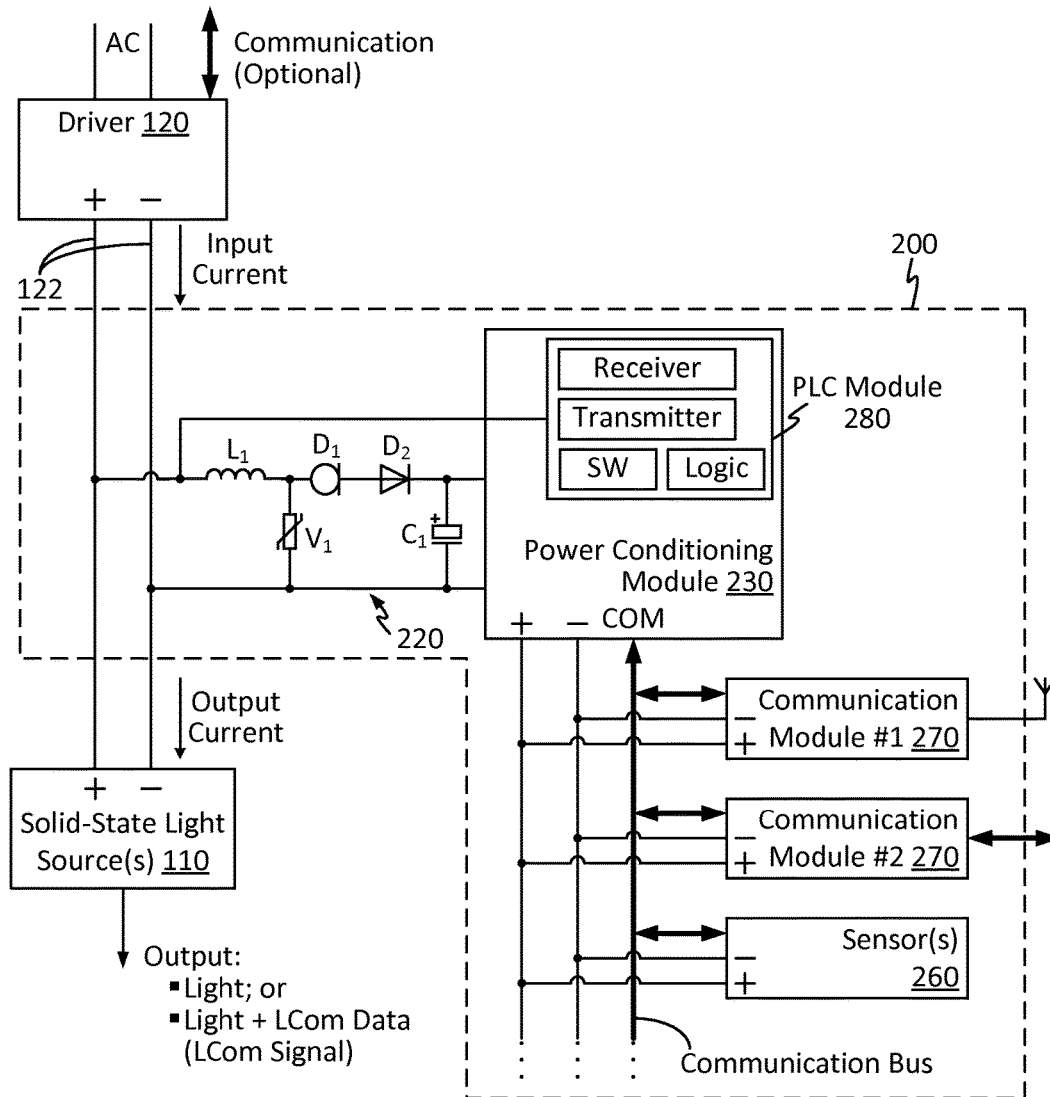 AC
Communication
(Optional)
Driver 120
+ −
Input
Current
122
200
Receiver
Transmitter
SW
Logic
PLC Module
280
L1
D1
D2
V1
+
C1
Power Conditioning
Module 230
+ − COM
220
Output
Current
+ −
Solid-State Light
Source(s) 110
Communication
− Module #1 270
+
Communication
− Module #2 270
+
Sensor(s)
− 260
+
Output:
▪Light; or
▪Light + LCom Data
(LCom Signal)
Communication Bus